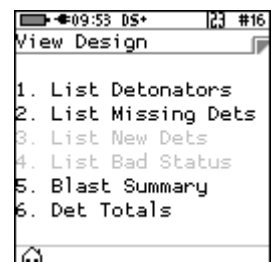 09:53 DS+ 123 #16
View Design
1. List Detonators
2. List Missing Dets
3. List New Dets
4. List Bad Status
5. Blast Summary
6. Det Totals